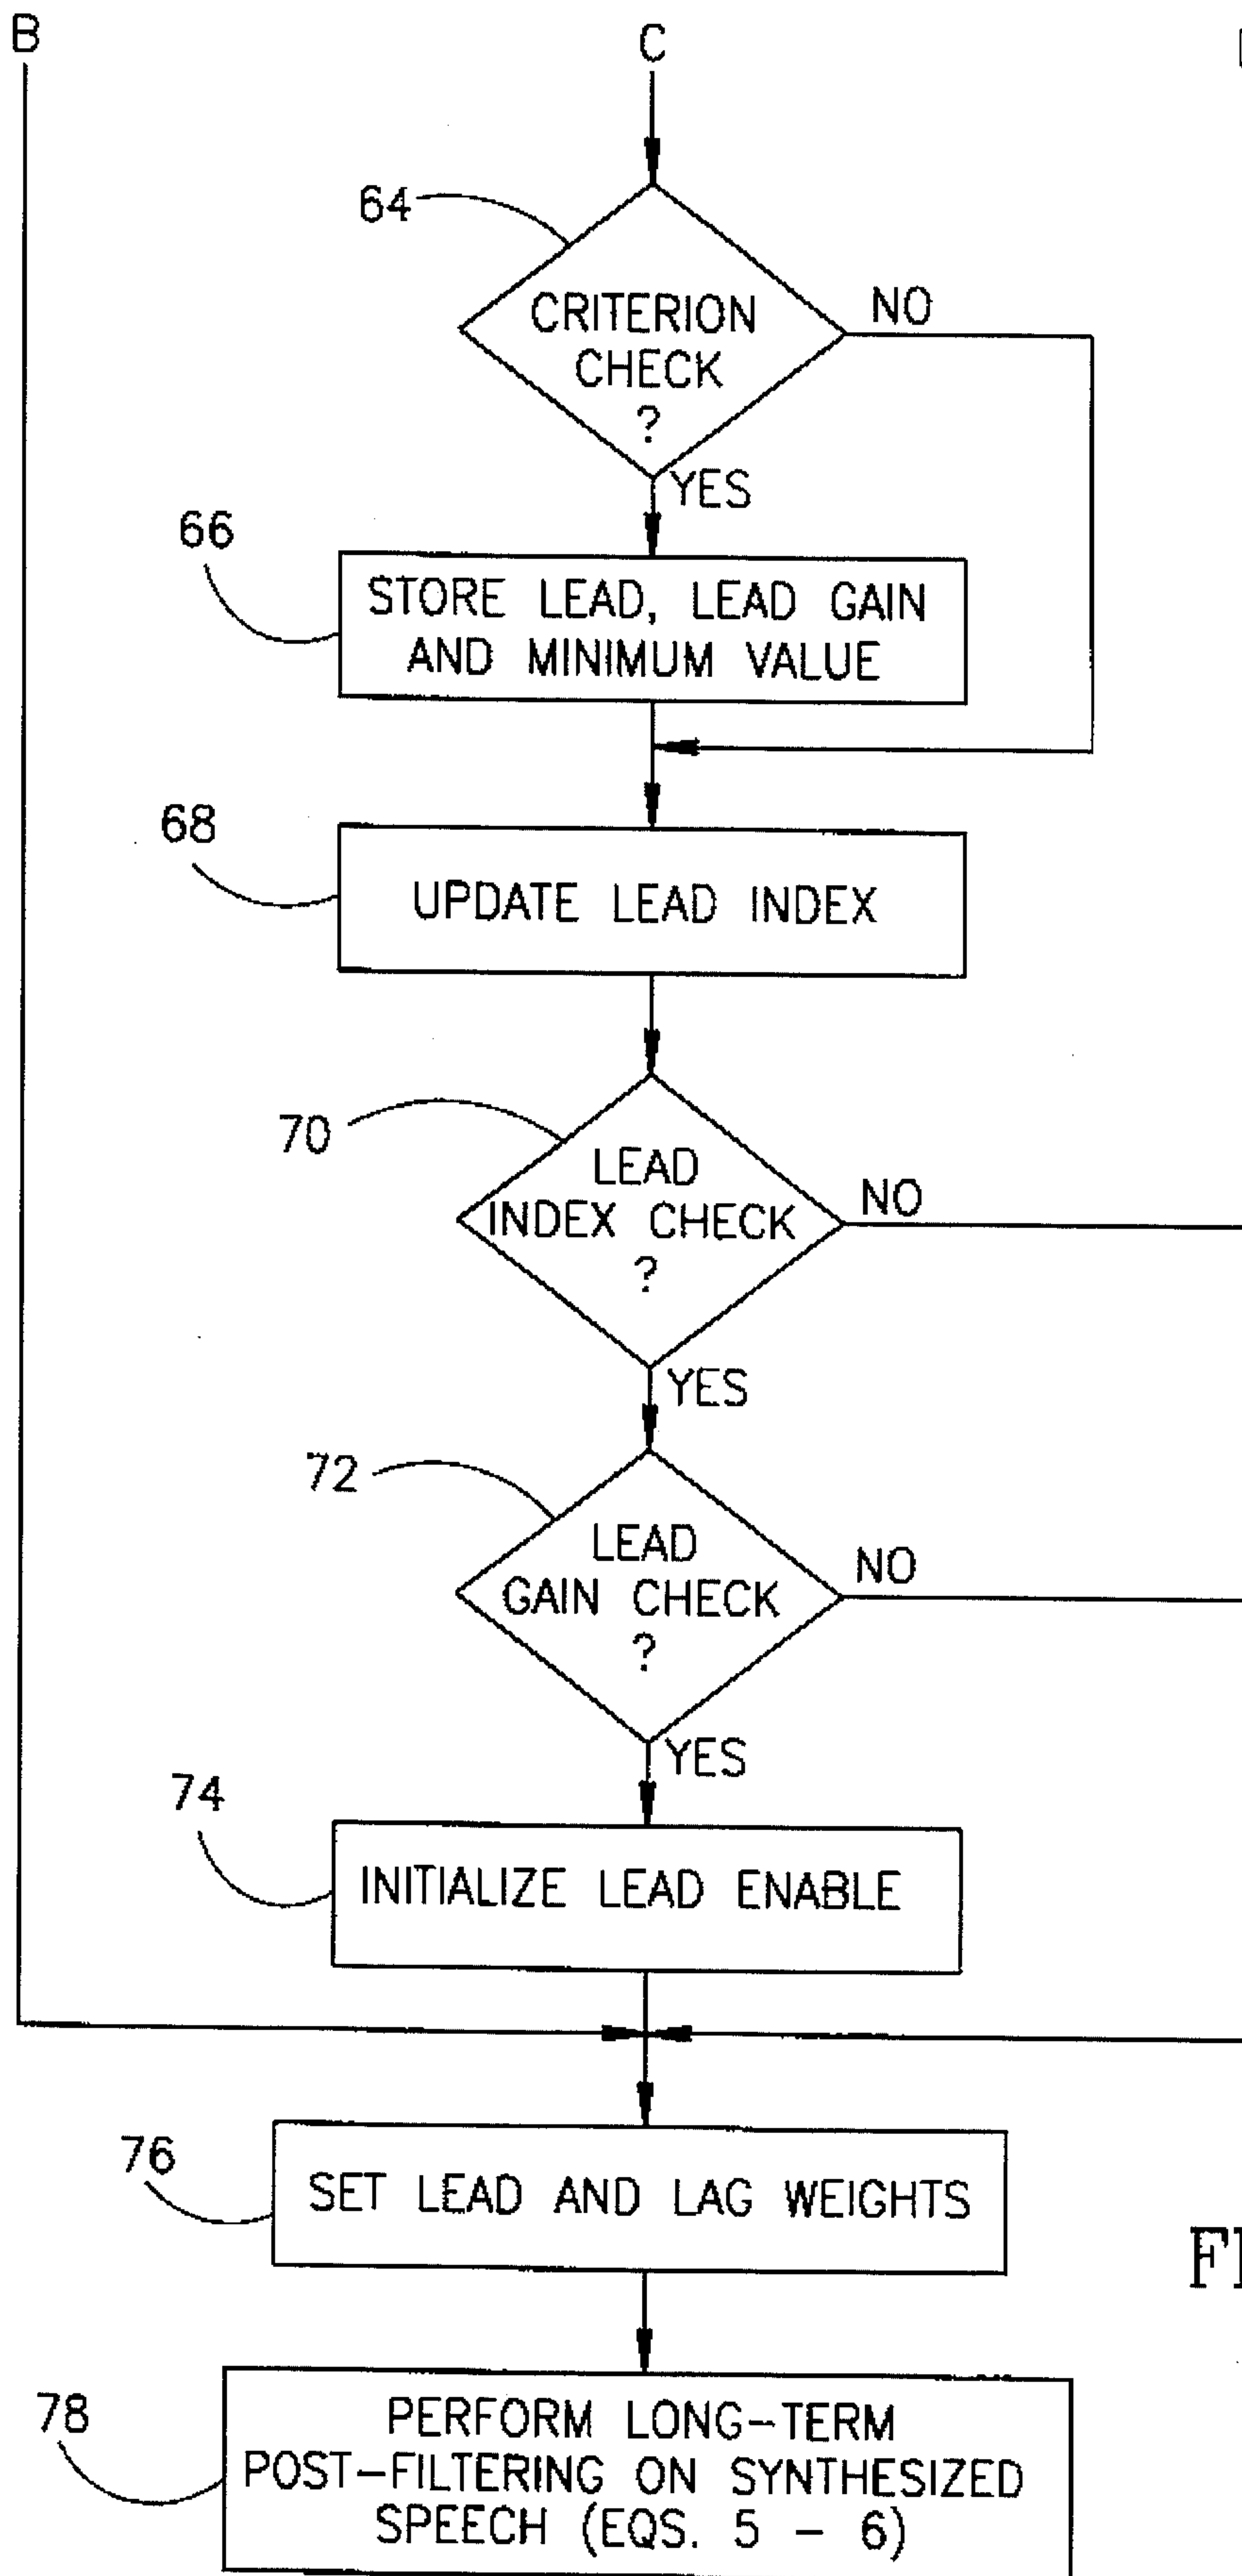 B
C
64
CRITERION
CHECK
?
NO
YES
66
STORE LEAD, LEAD GAIN
AND MINIMUM VALUE
68
UPDATE LEAD INDEX
70
LEAD
INDEX CHECK
?
NO
YES
72
LEAD
GAIN CHECK
?
NO
YES
74
INITIALIZE LEAD ENABLE
76
SET LEAD AND LAG WEIGHTS
78
PERFORM LONG-TERM
POST-FILTERING ON SYNTHESIZED
SPEECH (EQS. 5 - 6)